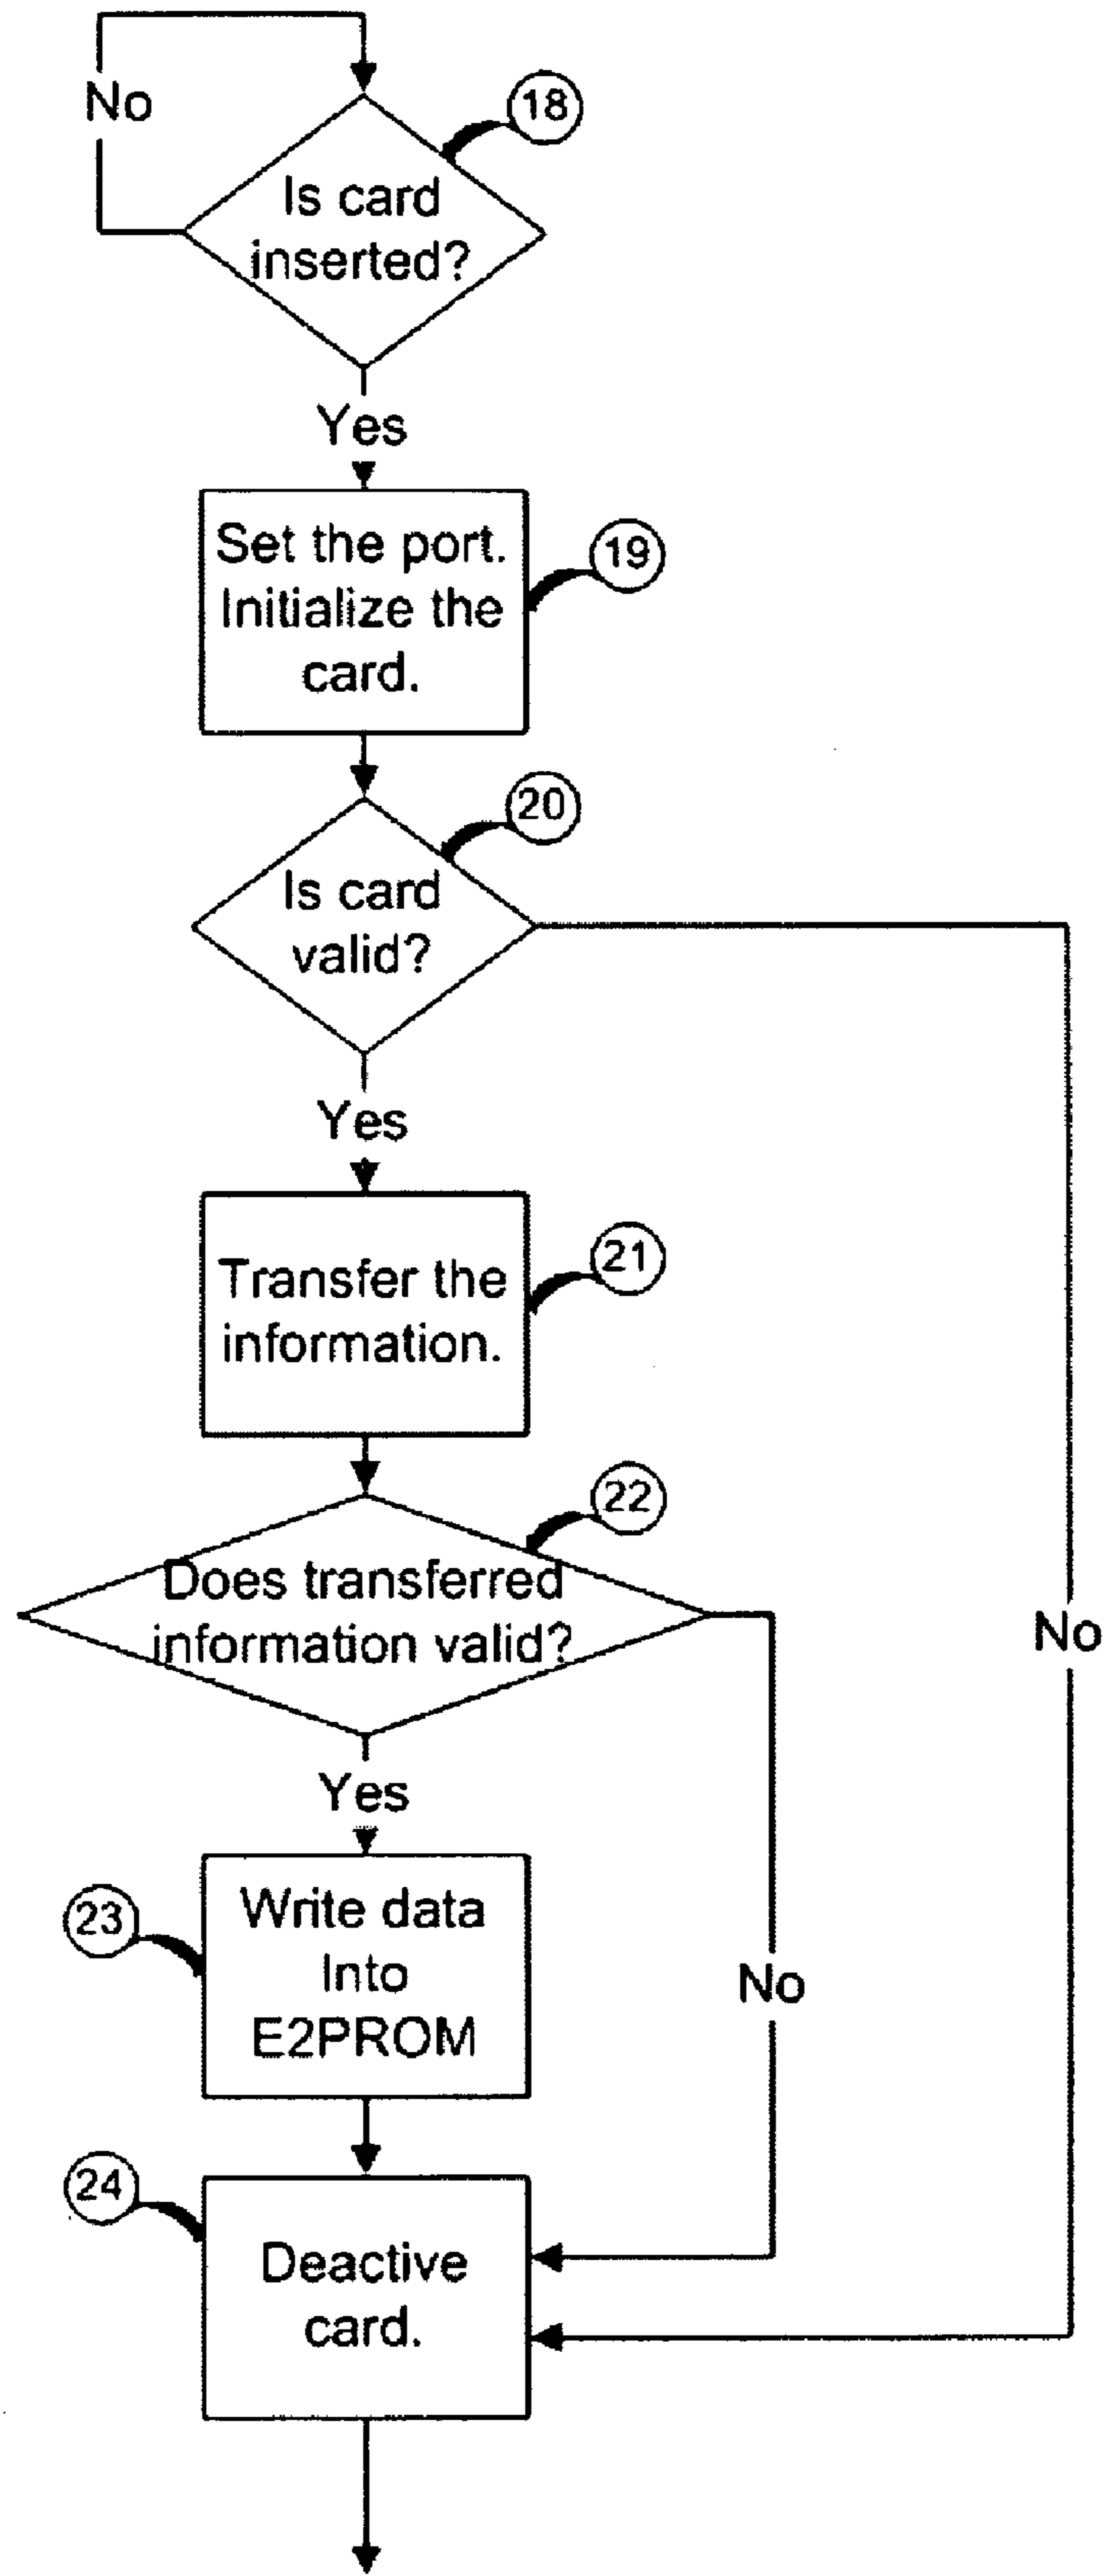 No
18
Is card
inserted?
Yes
Set the port.
Initialize the
card.
19
20
Is card
valid?
Yes
Transfer the
information.
21
22
Does transferred
information valid?
No
Yes
23
Write data
Into
E2PROM
No
24
Deactive
card.